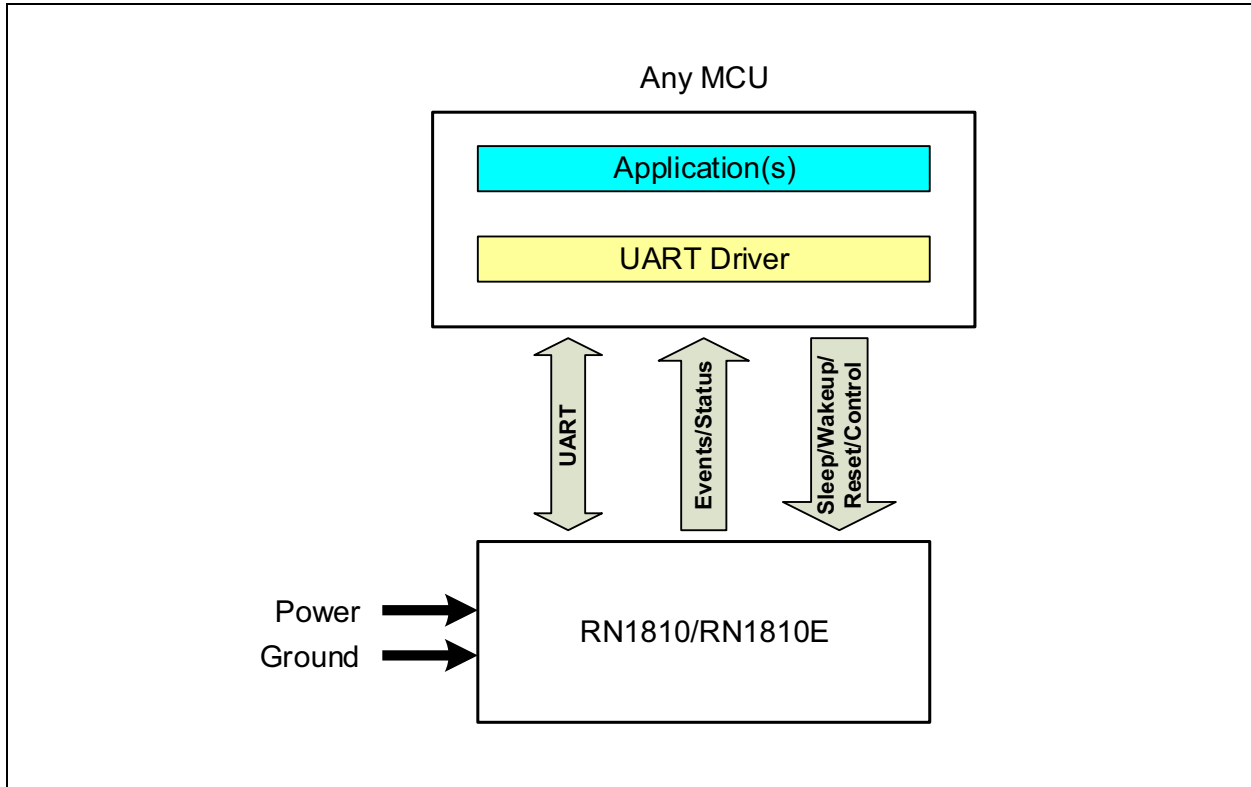 Any MCU
Application(s)
UART Driver
UART
Events/Status
Sleep/Wakeup/
Reset/Control
Power
Ground
RN1810/RN1810E